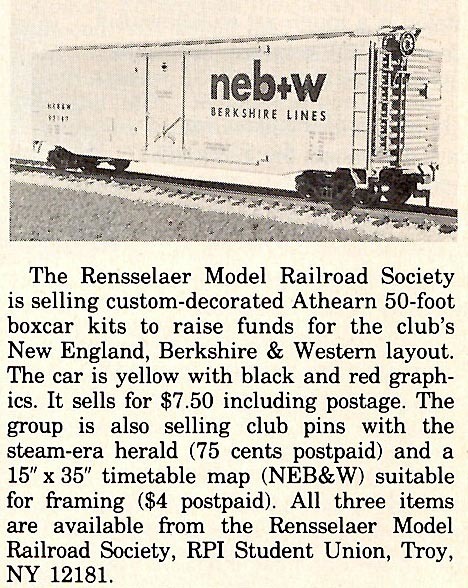 neb+w
BERKSHIRE LINES
NEB&W
The Rensselaer Model Railroad Society
is selling custom-decorated Athearn 50-foot
boxcar kits to raise funds for the club's
New England, Berkshire & Western layout.
The car is yellow with black and red graph-
ics. It sells for $7.50 including postage. The
group is also selling club pins with the
steam-era herald (75 cents postpaid) and a
15″ x 35″ timetable map (NEB&W) suitable
for framing ($4 postpaid). All three items
are available from the Rensselaer Model
Railroad Society, RPI Student Union, Troy,
NY 12181.